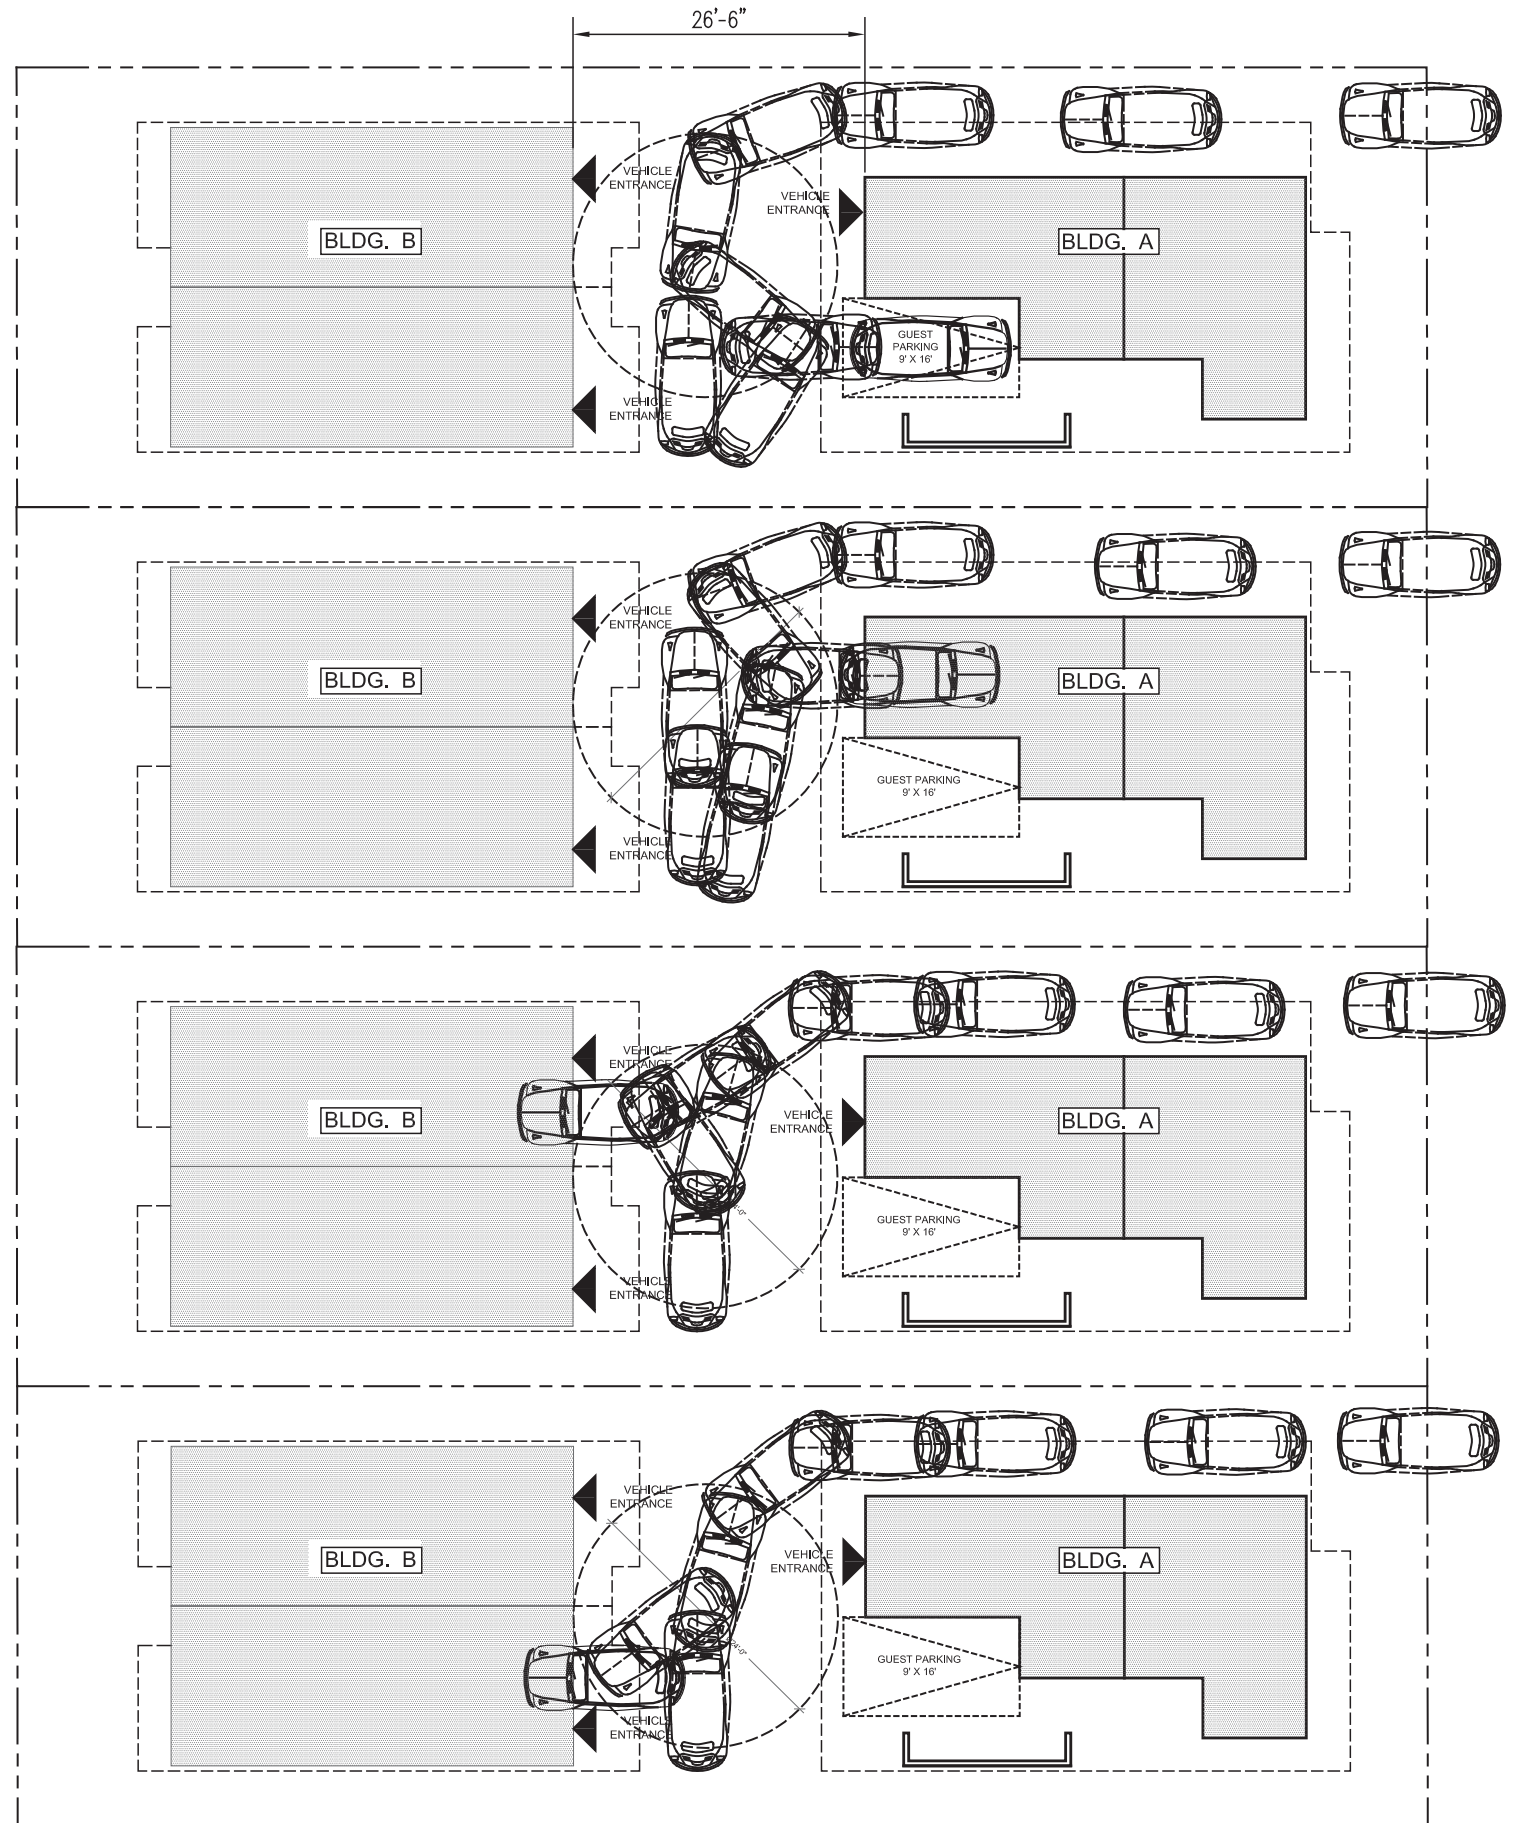 26'-6"
VEHICLE
ENTRANCE
VEHICLE
ENTRANCE
BLDG. B
BLDG. A
GUEST
PARKING
9' X 16'
VEHICLE
ENTRANCE
VEHICLE
ENTRANCE
BLDG. B
BLDG. A
GUEST PARKING
9' X 16'
VEHICLE
ENTRANCE
VEHICLE
ENTRANCE
VEHICLE
ENTRANCE
BLDG. B
BLDG. A
GUEST PARKING
9' X 16'
VEHICLE
ENTRANCE
VEHICLE
ENTRANCE
VEHICLE
ENTRANCE
BLDG. B
BLDG. A
24'-0"
GUEST PARKING
9' X 16'
VEHICLE
ENTRANCE